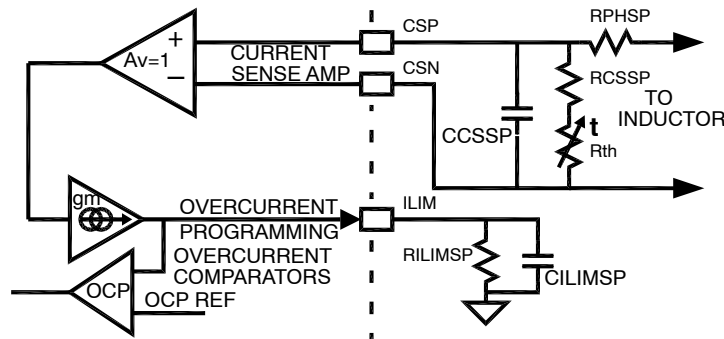 CSP
RPHSP
+
Av=1
−
CURRENT
SENSE AMP
CSN
RCSSP
TO
INDUCTOR
CCSSP
t
Rth
gm
OVERCURRENT
PROGRAMMING
ILIM
OVERCURRENT
COMPARATORS
RILIMSP
CILIMSP
OCP
OCP REF